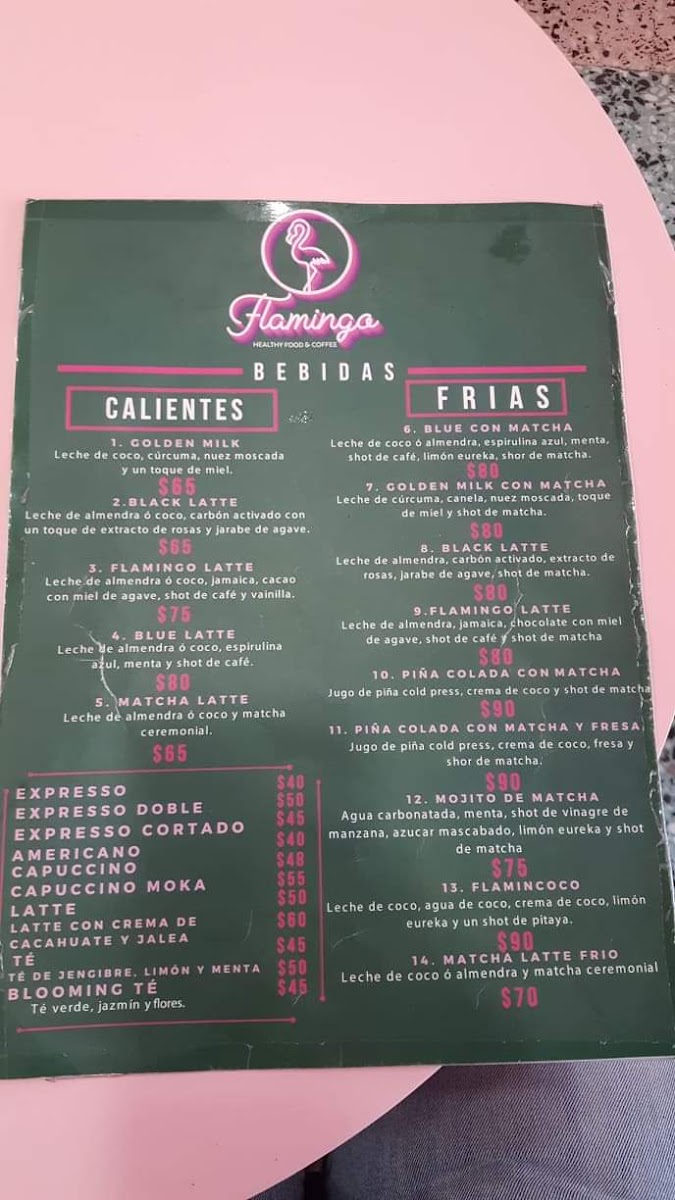 Flamingo
HEALTHY FOOD & COFFEE
BEBIDAS
CALIENTES
1. GOLDEN MILK
Leche de coco, cúrcuma, nuez moscada
y un toque de miel.
$65
2.BLACK LATTE
Leche de almendra ó coco, carbón activado con
un toque de extracto de rosas y jarabe de agave.
$65
3. FLAMINGO LATTE
Leche de almendra ó coco, jamaica, cacao
con miel de agave, shot de café y vainilla.
$75
4. BLUE LATTE
Leche de almendra ó coco, espirulina
azul, menta y shot de café.
$80
5. MATCHA LATTE
Leche de almendra ó coco y matcha
ceremonial.
$65
EXPRESSO $40
EXPRESSO DOBLE $50
EXPRESSO CORTADO $45
AMERICANO $40
CAPUCCINO $48
CAPUCCINO MOKA $55
LATTE $50
LATTE CON CREMA DE $60
CACAHUATE Y JALEA
TÉ $45
TÉ DE JENGIBRE, LIMÓN Y MENTA $50
BLOOMING TÉ $45
Té verde, jazmín y flores.
FRIAS
6. BLUE CON MATCHA
Leche de coco ó almendra, espirulina azul, menta,
shot de café, limón eureka, shor de matcha.
$80
7. GOLDEN MILK CON MATCHA
Leche de cúrcuma, canela, nuez moscada, toque
de miel y shot de matcha.
$80
8. BLACK LATTE
Leche de almendra, carbón activado, extracto de
rosas, jarabe de agave, shot de matcha.
$80
9.FLAMINGO LATTE
Leche de almendra, jamaica, chocolate con miel
de agave, shot de café y shot de matcha
$80
10. PIÑA COLADA CON MATCHA
Jugo de piña cold press, crema de coco y shot de matcha
$90
11. PIÑA COLADA CON MATCHA Y FRESA
Jugo de piña cold press, crema de coco, fresa y
shor de matcha.
$90
12. MOJITO DE MATCHA
Agua carbonatada, menta, shot de vinagre de
manzana, azucar mascabado, limón eureka y shot
de matcha
$75
13. FLAMINCOCO
Leche de coco, agua de coco, crema de coco, limón
eureka y un shot de pitaya.
$90
14. MATCHA LATTE FRIO
Leche de coco ó almendra y matcha ceremonial
$70